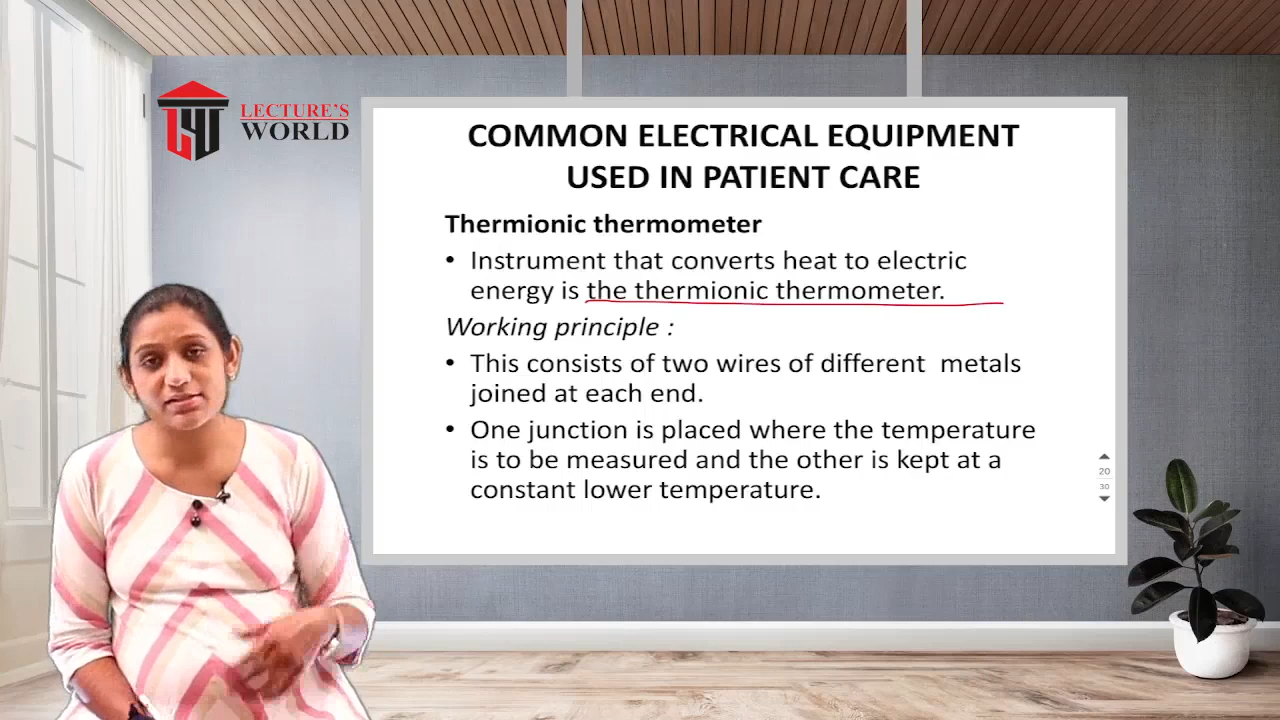 LECTURE'S
WORLD
COMMON ELECTRICAL EQUIPMENT
USED IN PATIENT CARE
Thermionic thermometer
• Instrument that converts heat to electric
energy is the thermionic thermometer.
Working principle :
• This consists of two wires of different metals
joined at each end.
• One junction is placed where the temperature
is to be measured and the other is kept at a
constant lower temperature.
20
30